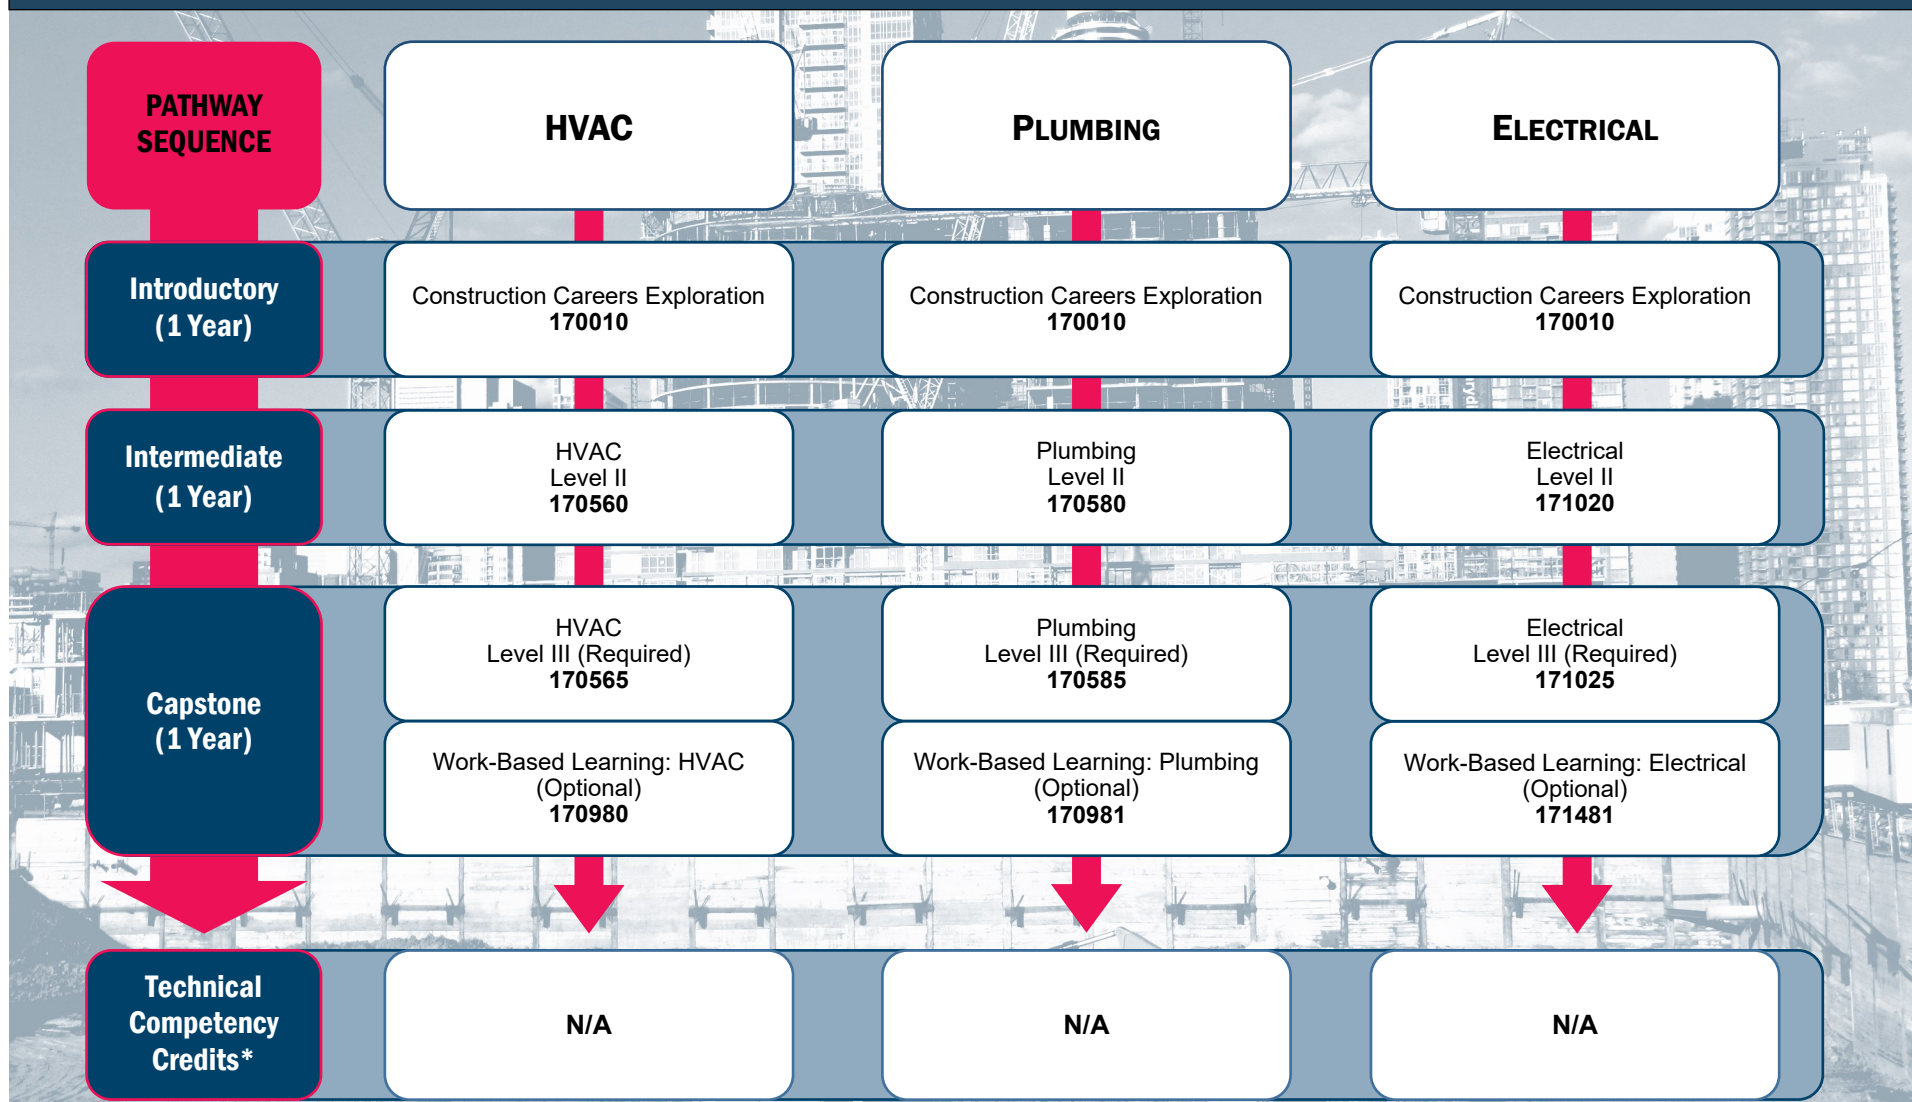 PATHWAY
SEQUENCE
HVAC
PLUMBING
ELECTRICAL
Introductory
(1 Year)
Construction Careers Exploration
170010
Construction Careers Exploration
170010
Construction Careers Exploration
170010
Intermediate
(1 Year)
HVAC
Level II
170560
Plumbing
Level II
170580
Electrical
Level II
171020
Capstone
(1 Year)
HVAC
Level III (Required)
170565
Plumbing
Level III (Required)
170585
Electrical
Level III (Required)
171025
Work-Based Learning: HVAC
(Optional)
170980
Work-Based Learning: Plumbing
(Optional)
170981
Work-Based Learning: Electrical
(Optional)
171481
Technical
Competency
Credits*
N/A
N/A
N/A